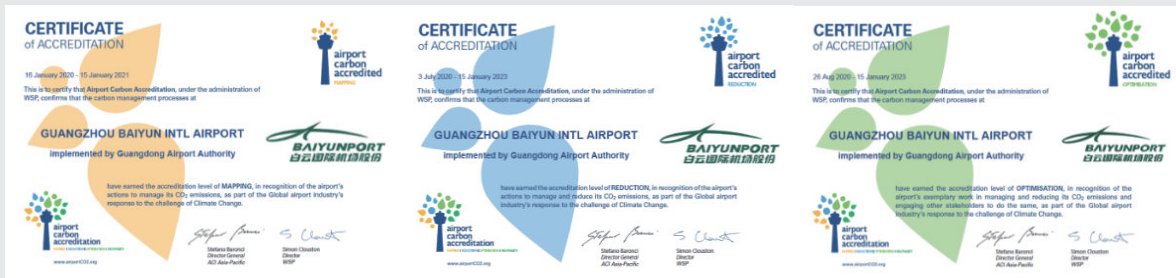 CERTIFICATE
of ACCREDITATION
airport
carbon
accredited
MAPPING
16 January 2020 - 15 January 2021
This is to certify that Airport Carbon Accreditation, under the administration of
WSP, confirms that the carbon management processes at
GUANGZHOU BAIYUN INTL AIRPORT
implemented by Guangdong Airport Authority
BAIYUNPORT
白云国际机场股份
have earned the accreditation level of MAPPING, in recognition of the airport's
actions to manage its CO₂ emissions, as part of the Global airport industry's
response to the challenge of Climate Change.
airport
carbon
accreditation
www.airportCO2.org
Stefano Baronci
Director General
ACI Asia-Pacific
Simon Clouston
Director
WSP
CERTIFICATE
of ACCREDITATION
airport
carbon
accredited
REDUCTION
3 July 2020 - 15 January 2023
This is to certify that Airport Carbon Accreditation, under the administration of
WSP, confirms that the carbon management processes at
GUANGZHOU BAIYUN INTL AIRPORT
implemented by Guangdong Airport Authority
BAIYUNPORT
白云国际机场股份
have earned the accreditation level of REDUCTION, in recognition of the airport's
actions to manage and reduce its CO₂ emissions, as part of the Global airport
industry's response to the challenge of Climate Change.
airport
carbon
accreditation
www.airportCO2.org
Stefano Baronci
Director General
ACI Asia-Pacific
Simon Clouston
Director
WSP
CERTIFICATE
of ACCREDITATION
airport
carbon
accredited
OPTIMISATION
26 Aug 2020 - 15 January 2023
This is to certify that Airport Carbon Accreditation, under the administration of
WSP, confirms that the carbon management processes at
GUANGZHOU BAIYUN INTL AIRPORT
implemented by Guangdong Airport Authority
BAIYUNPORT
白云国际机场股份
have earned the accreditation level of OPTIMISATION, in recognition of the
airport's exemplary work in managing and reducing its CO₂ emissions and
engaging other stakeholders to do the same, as part of the Global airport
industry's response to the challenge of Climate Change.
airport
carbon
accreditation
www.airportCO2.org
Stefano Baronci
Director General
ACI Asia-Pacific
Simon Clouston
Director
WSP